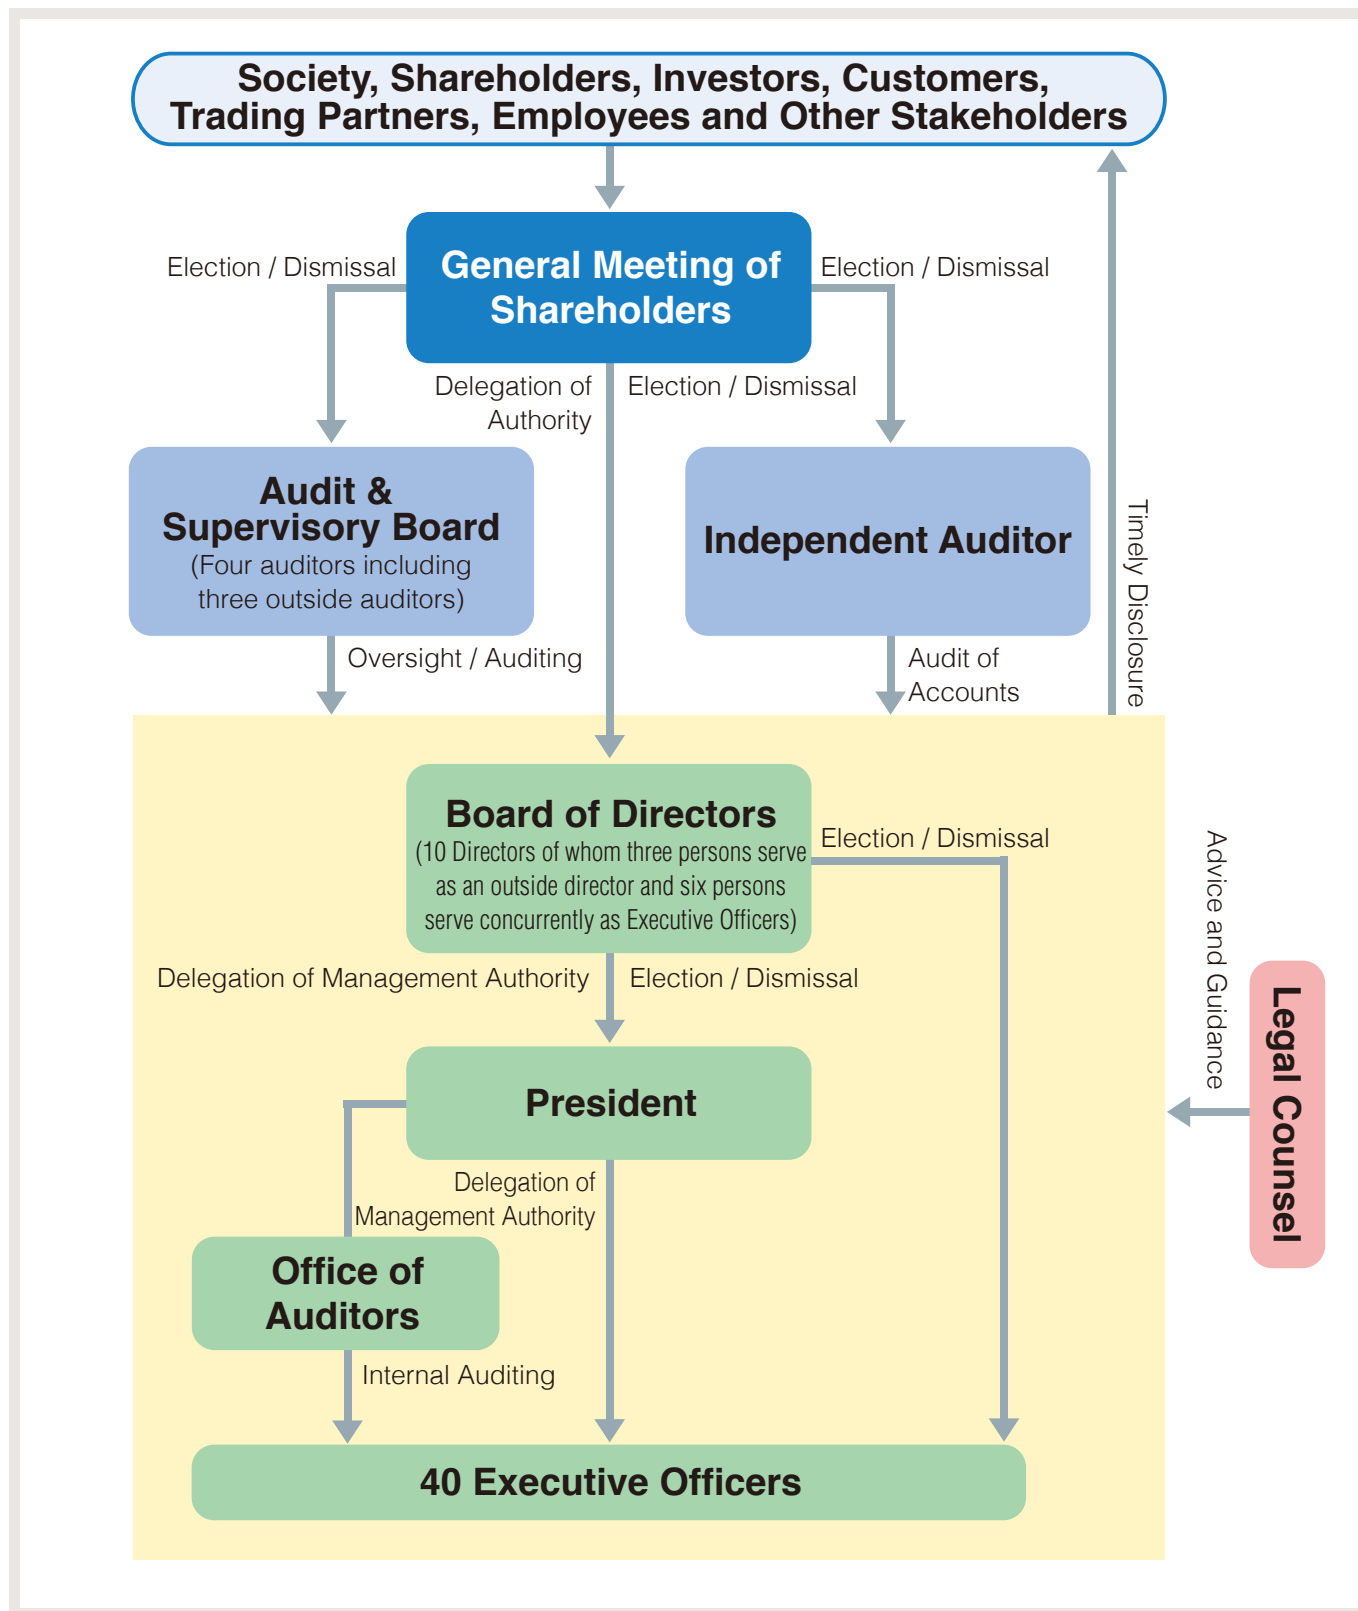 Society, Shareholders, Investors, Customers,
Trading Partners, Employees and Other Stakeholders
General Meeting of
Shareholders
Election / Dismissal
Election / Dismissal
Delegation of
Authority
Election / Dismissal
Audit &
Supervisory Board
(Four auditors including
three outside auditors)
Independent Auditor
Timely Disclosure
Oversight / Auditing
Audit of
Accounts
Board of Directors
(10 Directors of whom three persons serve
as an outside director and six persons
serve concurrently as Executive Officers)
Election / Dismissal
Delegation of Management Authority
Election / Dismissal
Advice and Guidance
Legal Counsel
President
Delegation of
Management Authority
Office of
Auditors
Internal Auditing
40 Executive Officers